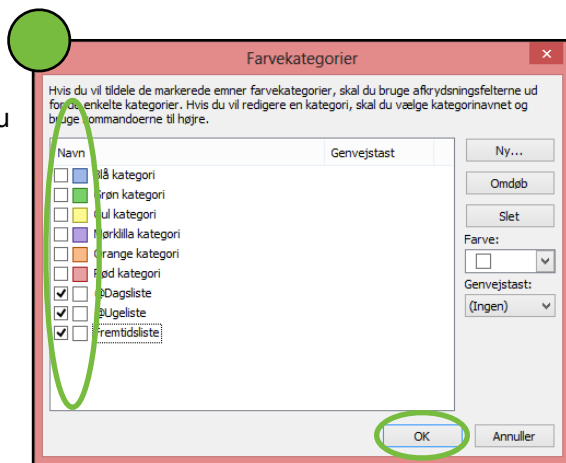 Farvekategorier
Hvis du vil tildele de markerede emner farvekategorier, skal du bruge afkrydsningsfelterne ud
for de enkelte kategorier. Hvis du vil redigere en kategori, skal du vælge kategorinavnet og
bruge kommandoerne til højre.
u
Navn Genvejstast
Blå kategori
Grøn kategori
Gul kategori
Mørklilla kategori
Orange kategori
Rød kategori
@Dagsliste
@Ugeliste
Fremtidsliste
Ny...
Omdøb
Slet
Farve:
Genvejstast:
(Ingen)
OK Annuller